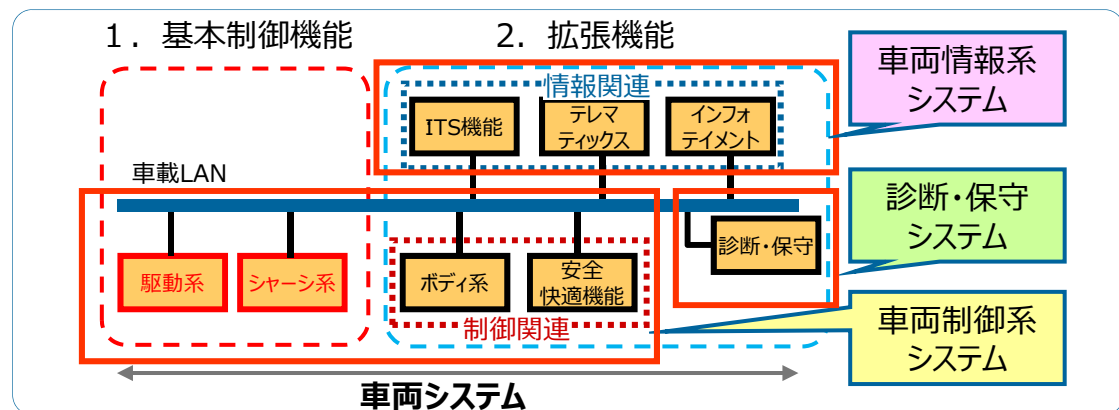 1．基本制御機能
2．拡張機能
情報関連
ITS機能
テレマ
ティックス
インフォ
テイメント
車載LAN
駆動系
シャーシ系
ボディ系
安全
快適機能
診断・保守
制御関連
車両システム
車両情報系
システム
診断・保守
システム
車両制御系
システム